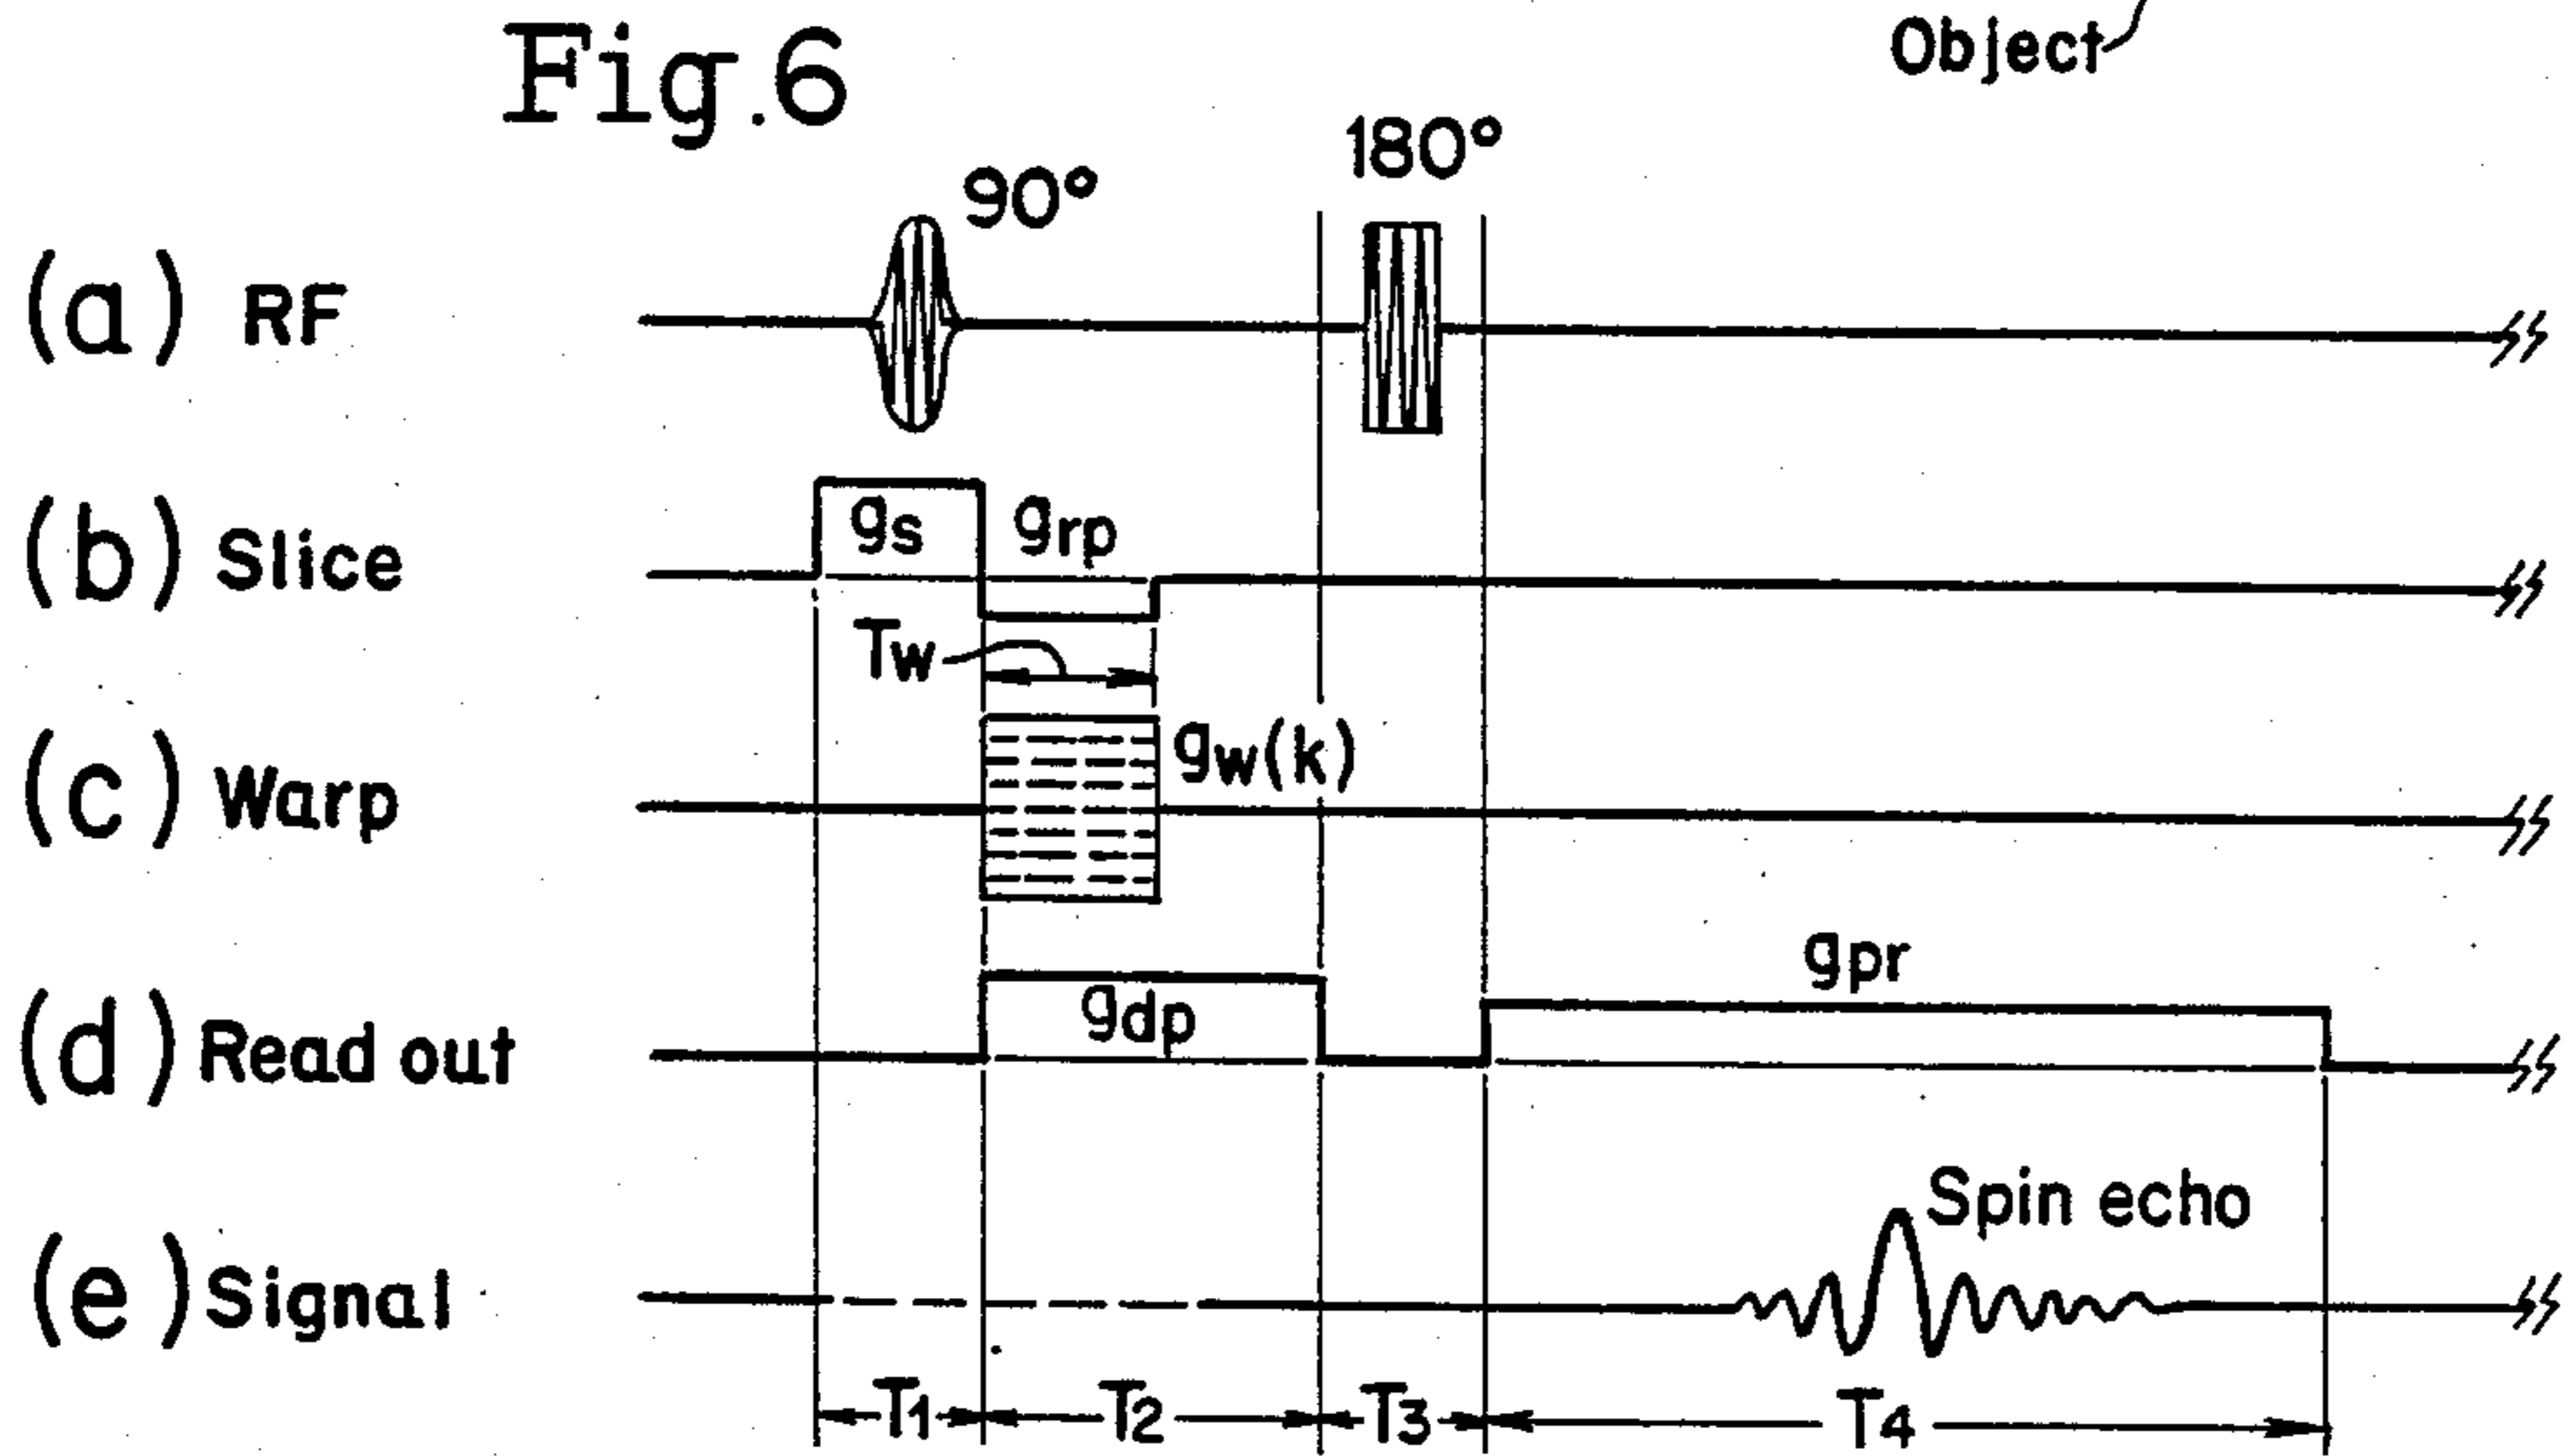 Object
Fig.6
90°
180°
(a) RF
(b) Slice
gs
grp
Tw
(c) Warp
gw(k)
(d) Read out
gdp
gpr
(e) Signal
Spin echo
T1
T2
T3
T4